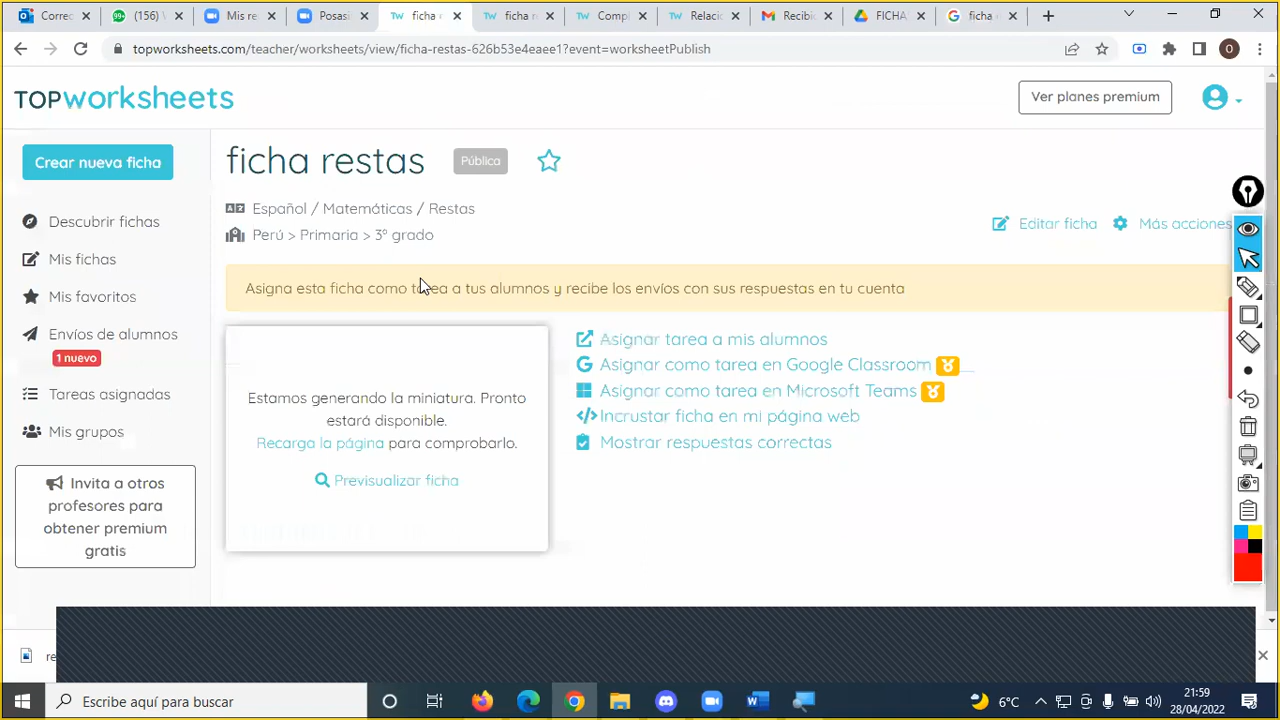 Correc
(156) W
Mis re
Posas
ficha
ficha r
Compl
Relaci
Recibi
FICHA
ficha
topworksheets.com/teacher/worksheets/view/ficha-restas-626b53e4eaee1?event=worksheetPublish
TOPworksheets
Ver planes premium
Crear nueva ficha
ficha restas
Pública
Español / Matemáticas / Restas
Perú > Primaria > 3º grado
Editar ficha
Más acciones
Descubrir fichas
Mis fichas
Mis favoritos
Envíos de alumnos
1 nuevo
Tareas asignadas
Mis grupos
Invita a otros
profesores para
obtener premium
gratis
Asigna esta ficha como tarea a tus alumnos y recibe los envíos con sus respuestas en tu cuenta
Estamos generando la miniatura. Pronto
estará disponible.
Recarga la página para comprobarlo.
Previsualizar ficha
Asignar tarea a mis alumnos
Asignar como tarea en Google Classroom
Asignar como tarea en Microsoft Teams
Incrustar ficha en mi página web
Mostrar respuestas correctas
re
Escribe aquí para buscar
6°C
21:59
28/04/2022